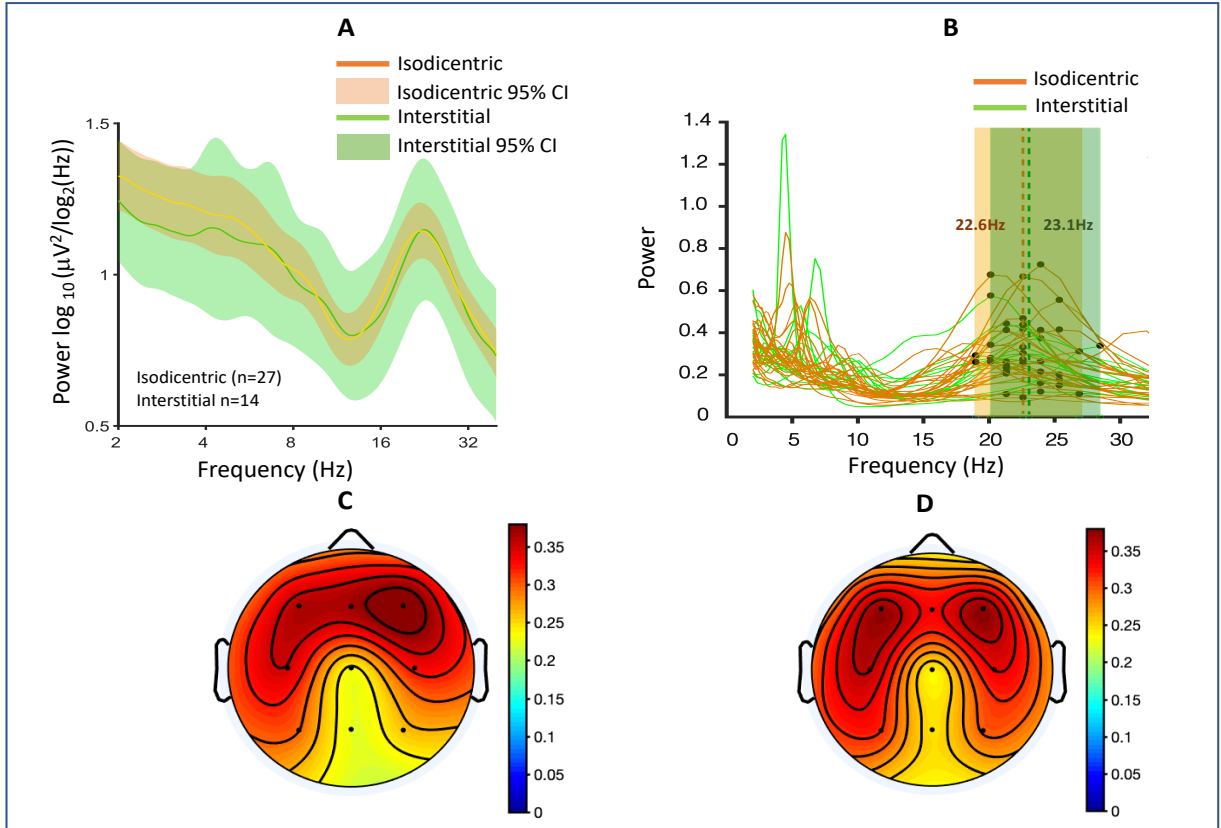 A
Isodicentric
Isodicentric 95% CI
Interstitial
Interstitial 95% CI
Power log 10 (μV²/log₂(Hz))
1.5
1
0.5
Isodicentric (n=27)
Interstitial n=14
2 4 8 16 32
Frequency (Hz)
B
Isodicentric
Interstitial
Power
1.4
1.2
1.0
0.8
0.6
0.4
0.2
0
22.6Hz 23.1Hz
0 5 10 15 20 25 30
Frequency (Hz)
C
0.35
0.3
0.25
0.2
0.15
0.1
0.05
0
D
0.35
0.3
0.25
0.2
0.15
0.1
0.05
0